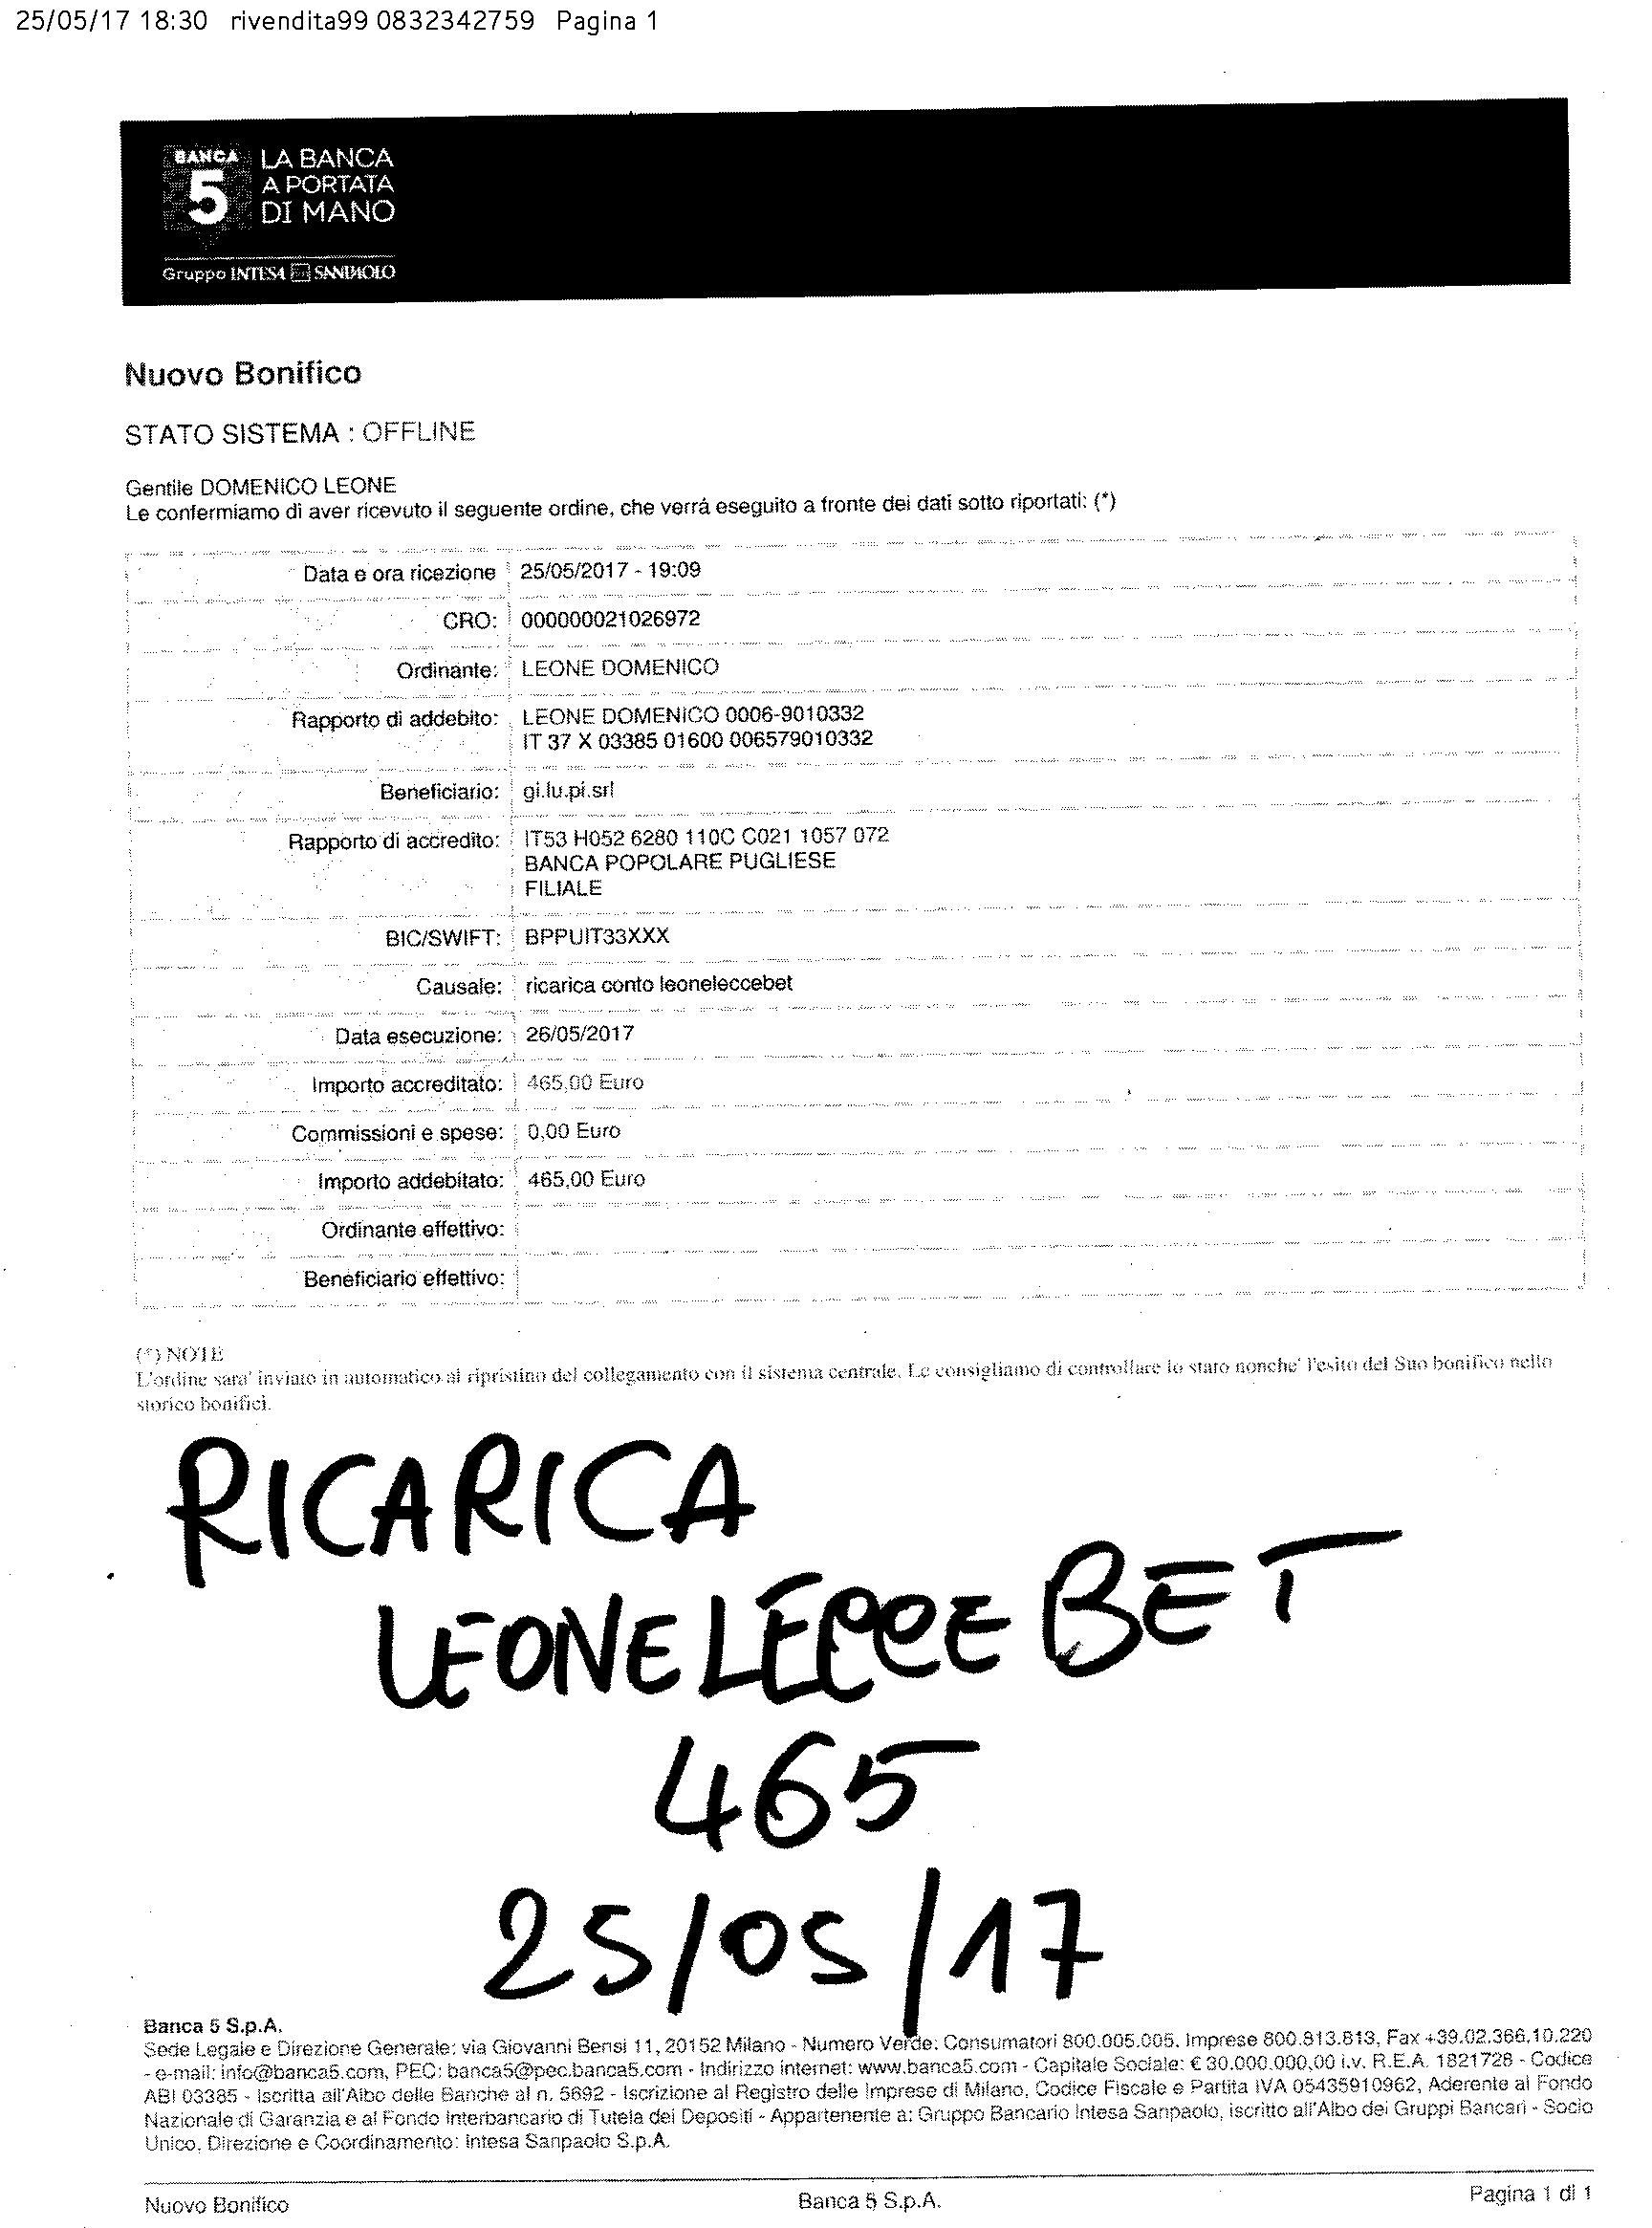 25/05/17 18:30 rivendita99 0832342759 Pagina 1
BANCA 5
LA BANCA
A PORTATA
DI MANO
Gruppo INTESA SANPAOLO
Nuovo Bonifico
STATO SISTEMA : OFFLINE
Gentile DOMENICO LEONE
Le confermiamo di aver ricevuto il seguente ordine, che verrá eseguito a fronte dei dati sotto riportati: (*)
Data e ora ricezione 25/05/2017 - 19:09
CRO: 000000021026972
Ordinante: LEONE DOMENICO
Rapporto di addebito: LEONE DOMENICO 0006-9010332
IT 37 X 03385 01600 006579010332
Beneficiario: gi.lu.pi.srl
Rapporto di accredito: IT53 H052 6280 110C C021 1057 072
BANCA POPOLARE PUGLIESE
FILIALE
BIC/SWIFT: BPPUIT33XXX
Causale: ricarica conto leoneleccebet
Data esecuzione: 26/05/2017
Importo accreditato: 465,00 Euro
Commissioni e spese: 0,00 Euro
Importo addebitato: 465,00 Euro
Ordinante effettivo:
Beneficiario effettivo:
(*) NOTE
L'ordine sara' inviato in automatico al ripristino del collegamento con il sistema centrale. Le consigliamo di controllare lo stato nonche' l'esito del Suo bonifico nello
storico bonifici.
RICARICA
LEONELECCE BET
465
25/05/17
Banca 5 S.p.A.
Sede Legale e Direzione Generale: via Giovanni Bensi 11, 20152 Milano - Numero Verde: Consumatori 800.005.005, Imprese 800.813.813, Fax +39.02.366.10.220
- e-mail: info@banca5.com, PEC: banca5@pec.banca5.com - Indirizzo internet: www.banca5.com - Capitale Sociale: € 30.000.000,00 i.v. R.E.A. 1821728 - Codice
ABI 03385 - Iscritta all'Albo delle Banche al n. 5692 - Iscrizione al Registro delle Imprese di Milano, Codice Fiscale e Partita IVA 05435910962, Aderente al Fondo
Nazionale di Garanzia e al Fondo Interbancario di Tutela dei Depositi - Appartenente a: Gruppo Bancario Intesa Sanpaolo, iscritto all'Albo dei Gruppi Bancari - Socio
Unico, Direzione e Coordinamento: Intesa Sanpaolo S.p.A.
Nuovo Bonifico Banca 5 S.p.A. Pagina 1 di 1